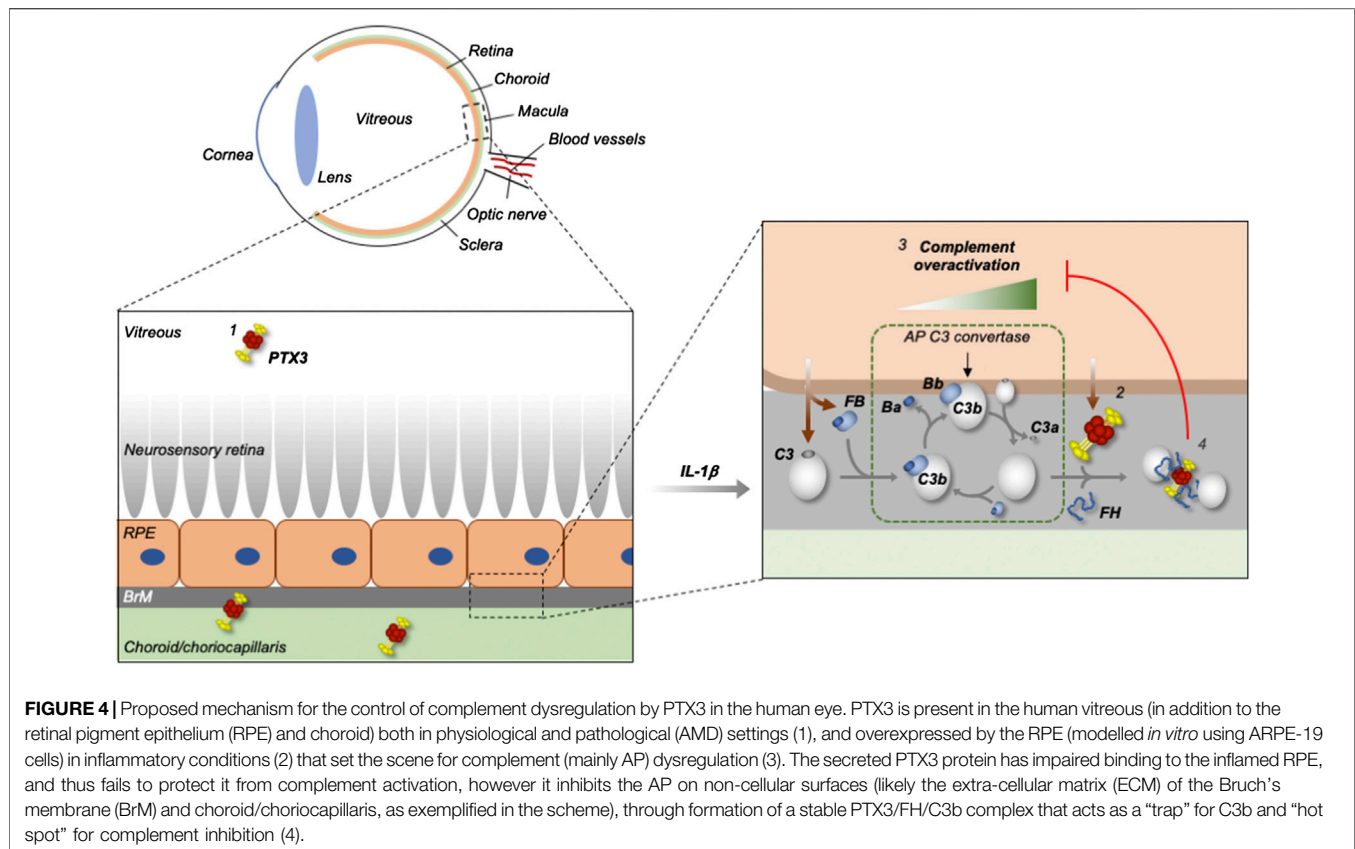 Retina
Choroid
Macula
Vitreous
Blood vessels
Cornea
Lens
Optic nerve
Sclera
Vitreous
1
PTX3
Neurosensory retina
RPE
BrM
Choroid/choriocapillaris
IL-1β
3 Complement
overactivation
AP C3 convertase
Bb
FB
Ba
C3b
2
C3a
C3
C3b
4
FH
FIGURE 4 | Proposed mechanism for the control of complement dysregulation by PTX3 in the human eye. PTX3 is present in the human vitreous (in addition to the
retinal pigment epithelium (RPE) and choroid) both in physiological and pathological (AMD) settings (1), and overexpressed by the RPE (modelled in vitro using ARPE-19
cells) in inflammatory conditions (2) that set the scene for complement (mainly AP) dysregulation (3). The secreted PTX3 protein has impaired binding to the inflamed RPE,
and thus fails to protect it from complement activation, however it inhibits the AP on non-cellular surfaces (likely the extra-cellular matrix (ECM) of the Bruch's
membrane (BrM) and choroid/choriocapillaris, as exemplified in the scheme), through formation of a stable PTX3/FH/C3b complex that acts as a “trap” for C3b and “hot
spot” for complement inhibition (4).